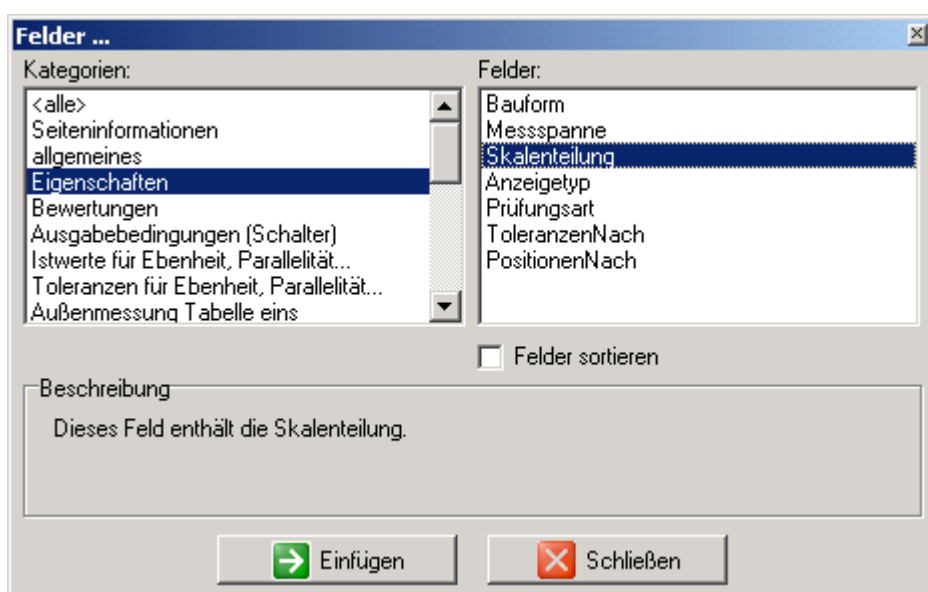 Felder ...
Kategorien:
<alle>
Seiteninformationen
allgemeines
Eigenschaften
Bewertungen
Ausgabebedingungen (Schalter)
Istwerte für Ebenheit, Parallelität...
Toleranzen für Ebenheit, Parallelität...
Außenmessung Tabelle eins
Felder:
Bauform
Messspanne
Skalenteilung
Anzeigetyp
Prüfungsart
ToleranzenNach
PositionenNach
Felder sortieren
Beschreibung
Dieses Feld enthält die Skalenteilung.
Einfügen
Schließen